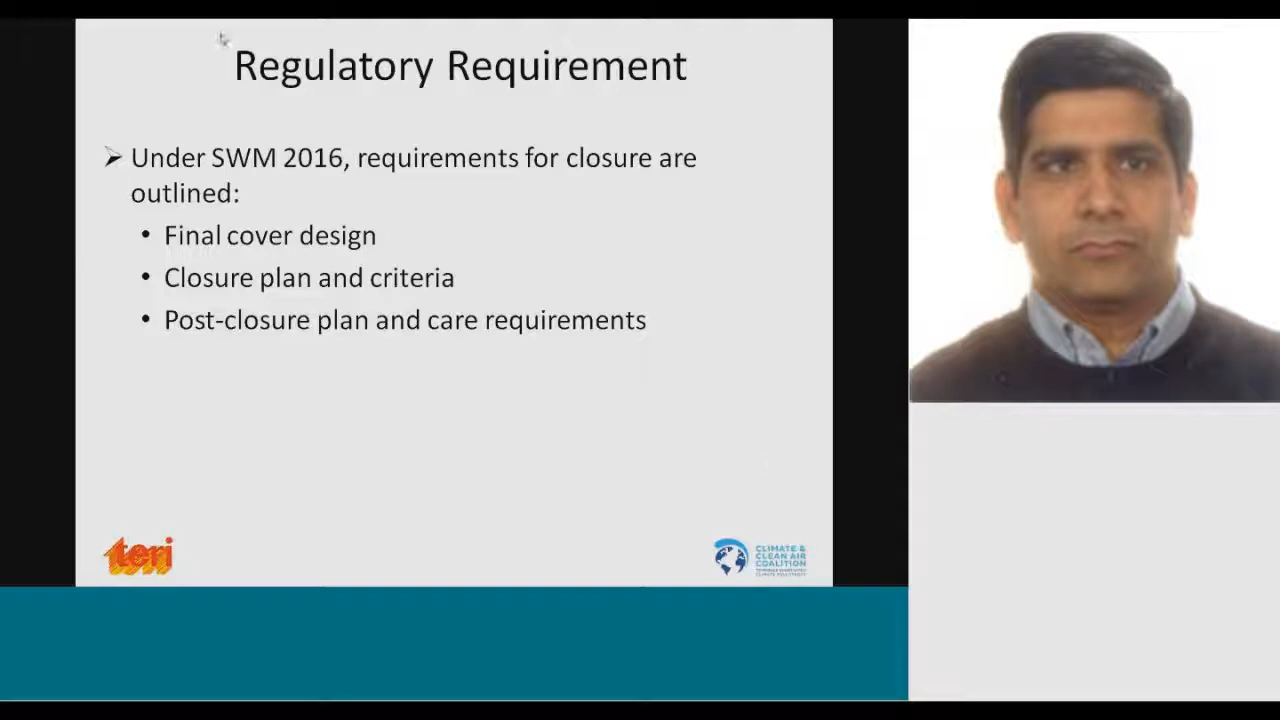 Regulatory Requirement
Under SWM 2016, requirements for closure are
outlined:
• Final cover design
• Closure plan and criteria
• Post-closure plan and care requirements
teri
CLIMATE &
CLEAN AIR
COALITION